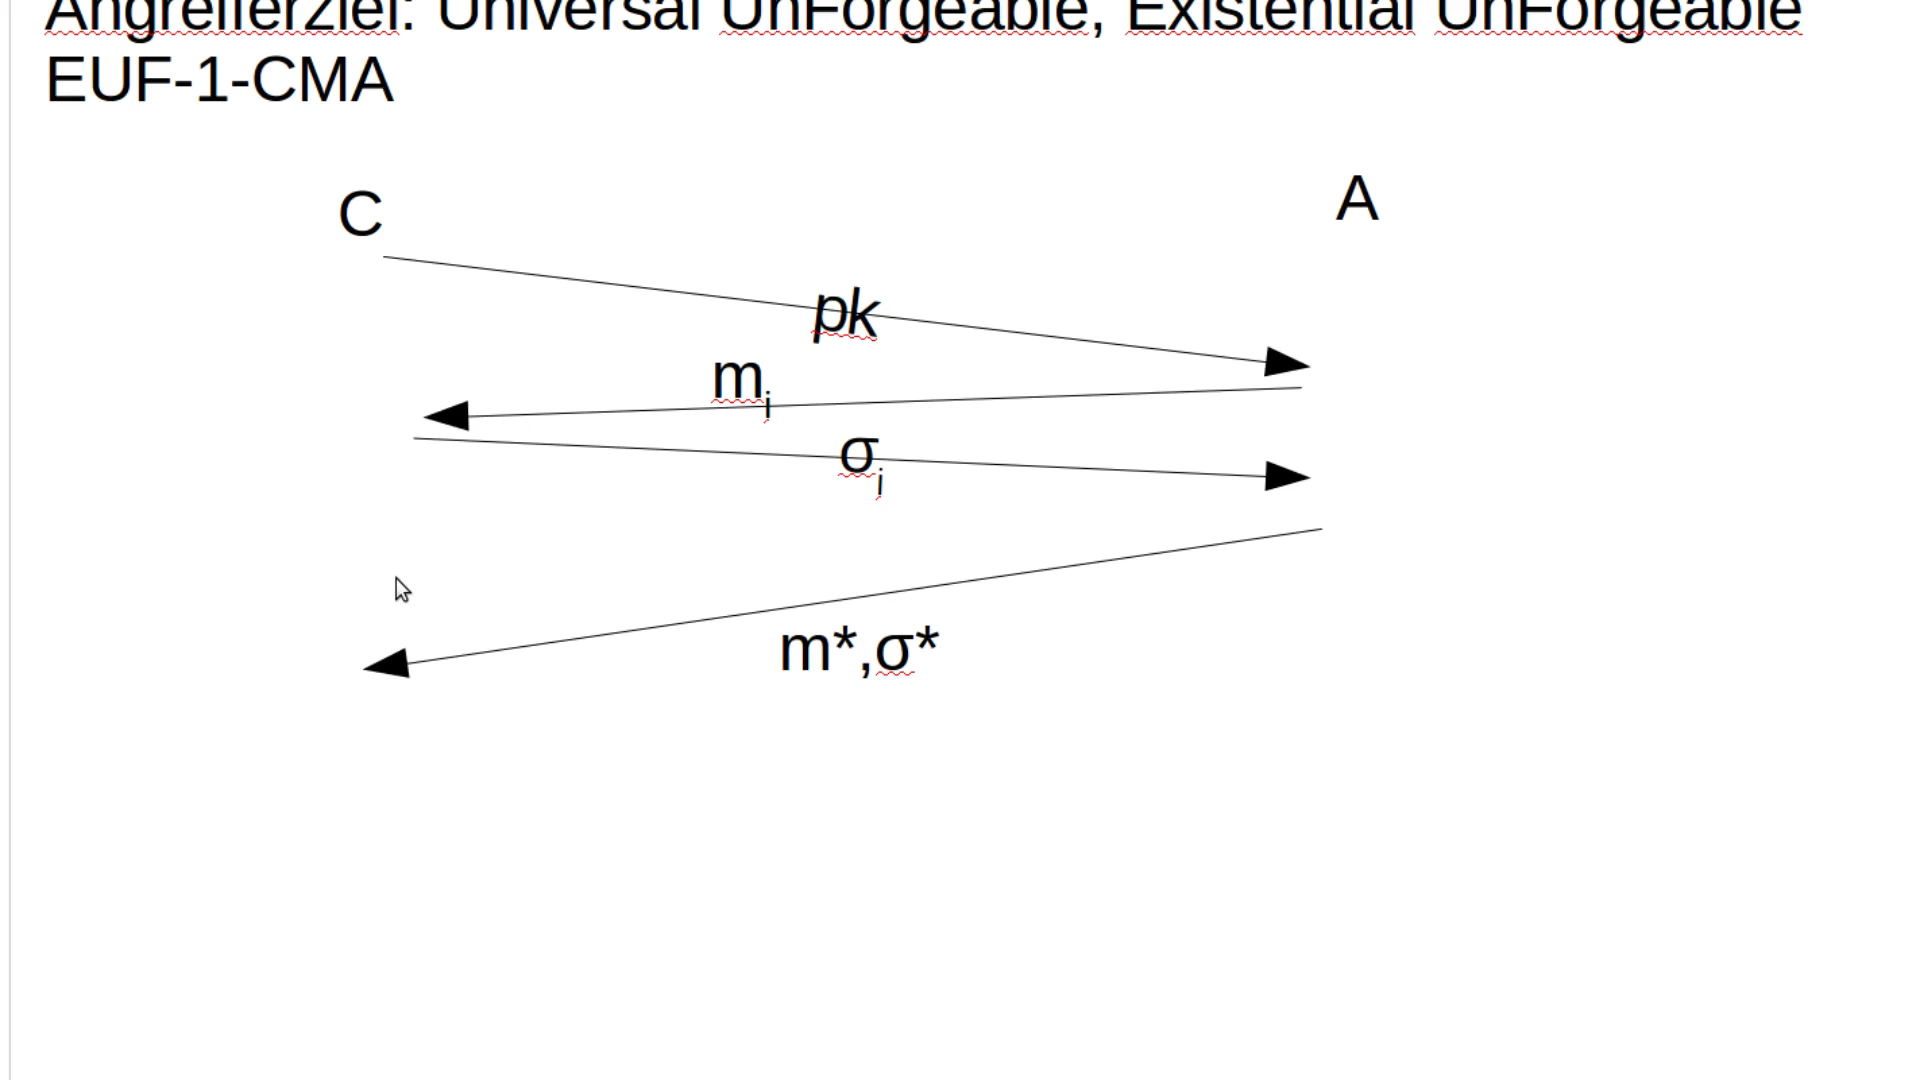 Angreiferziel: Universal UnForgeable, Existential UnForgeable
EUF-1-CMA
C
A
pk
mi
σi
m*,σ*